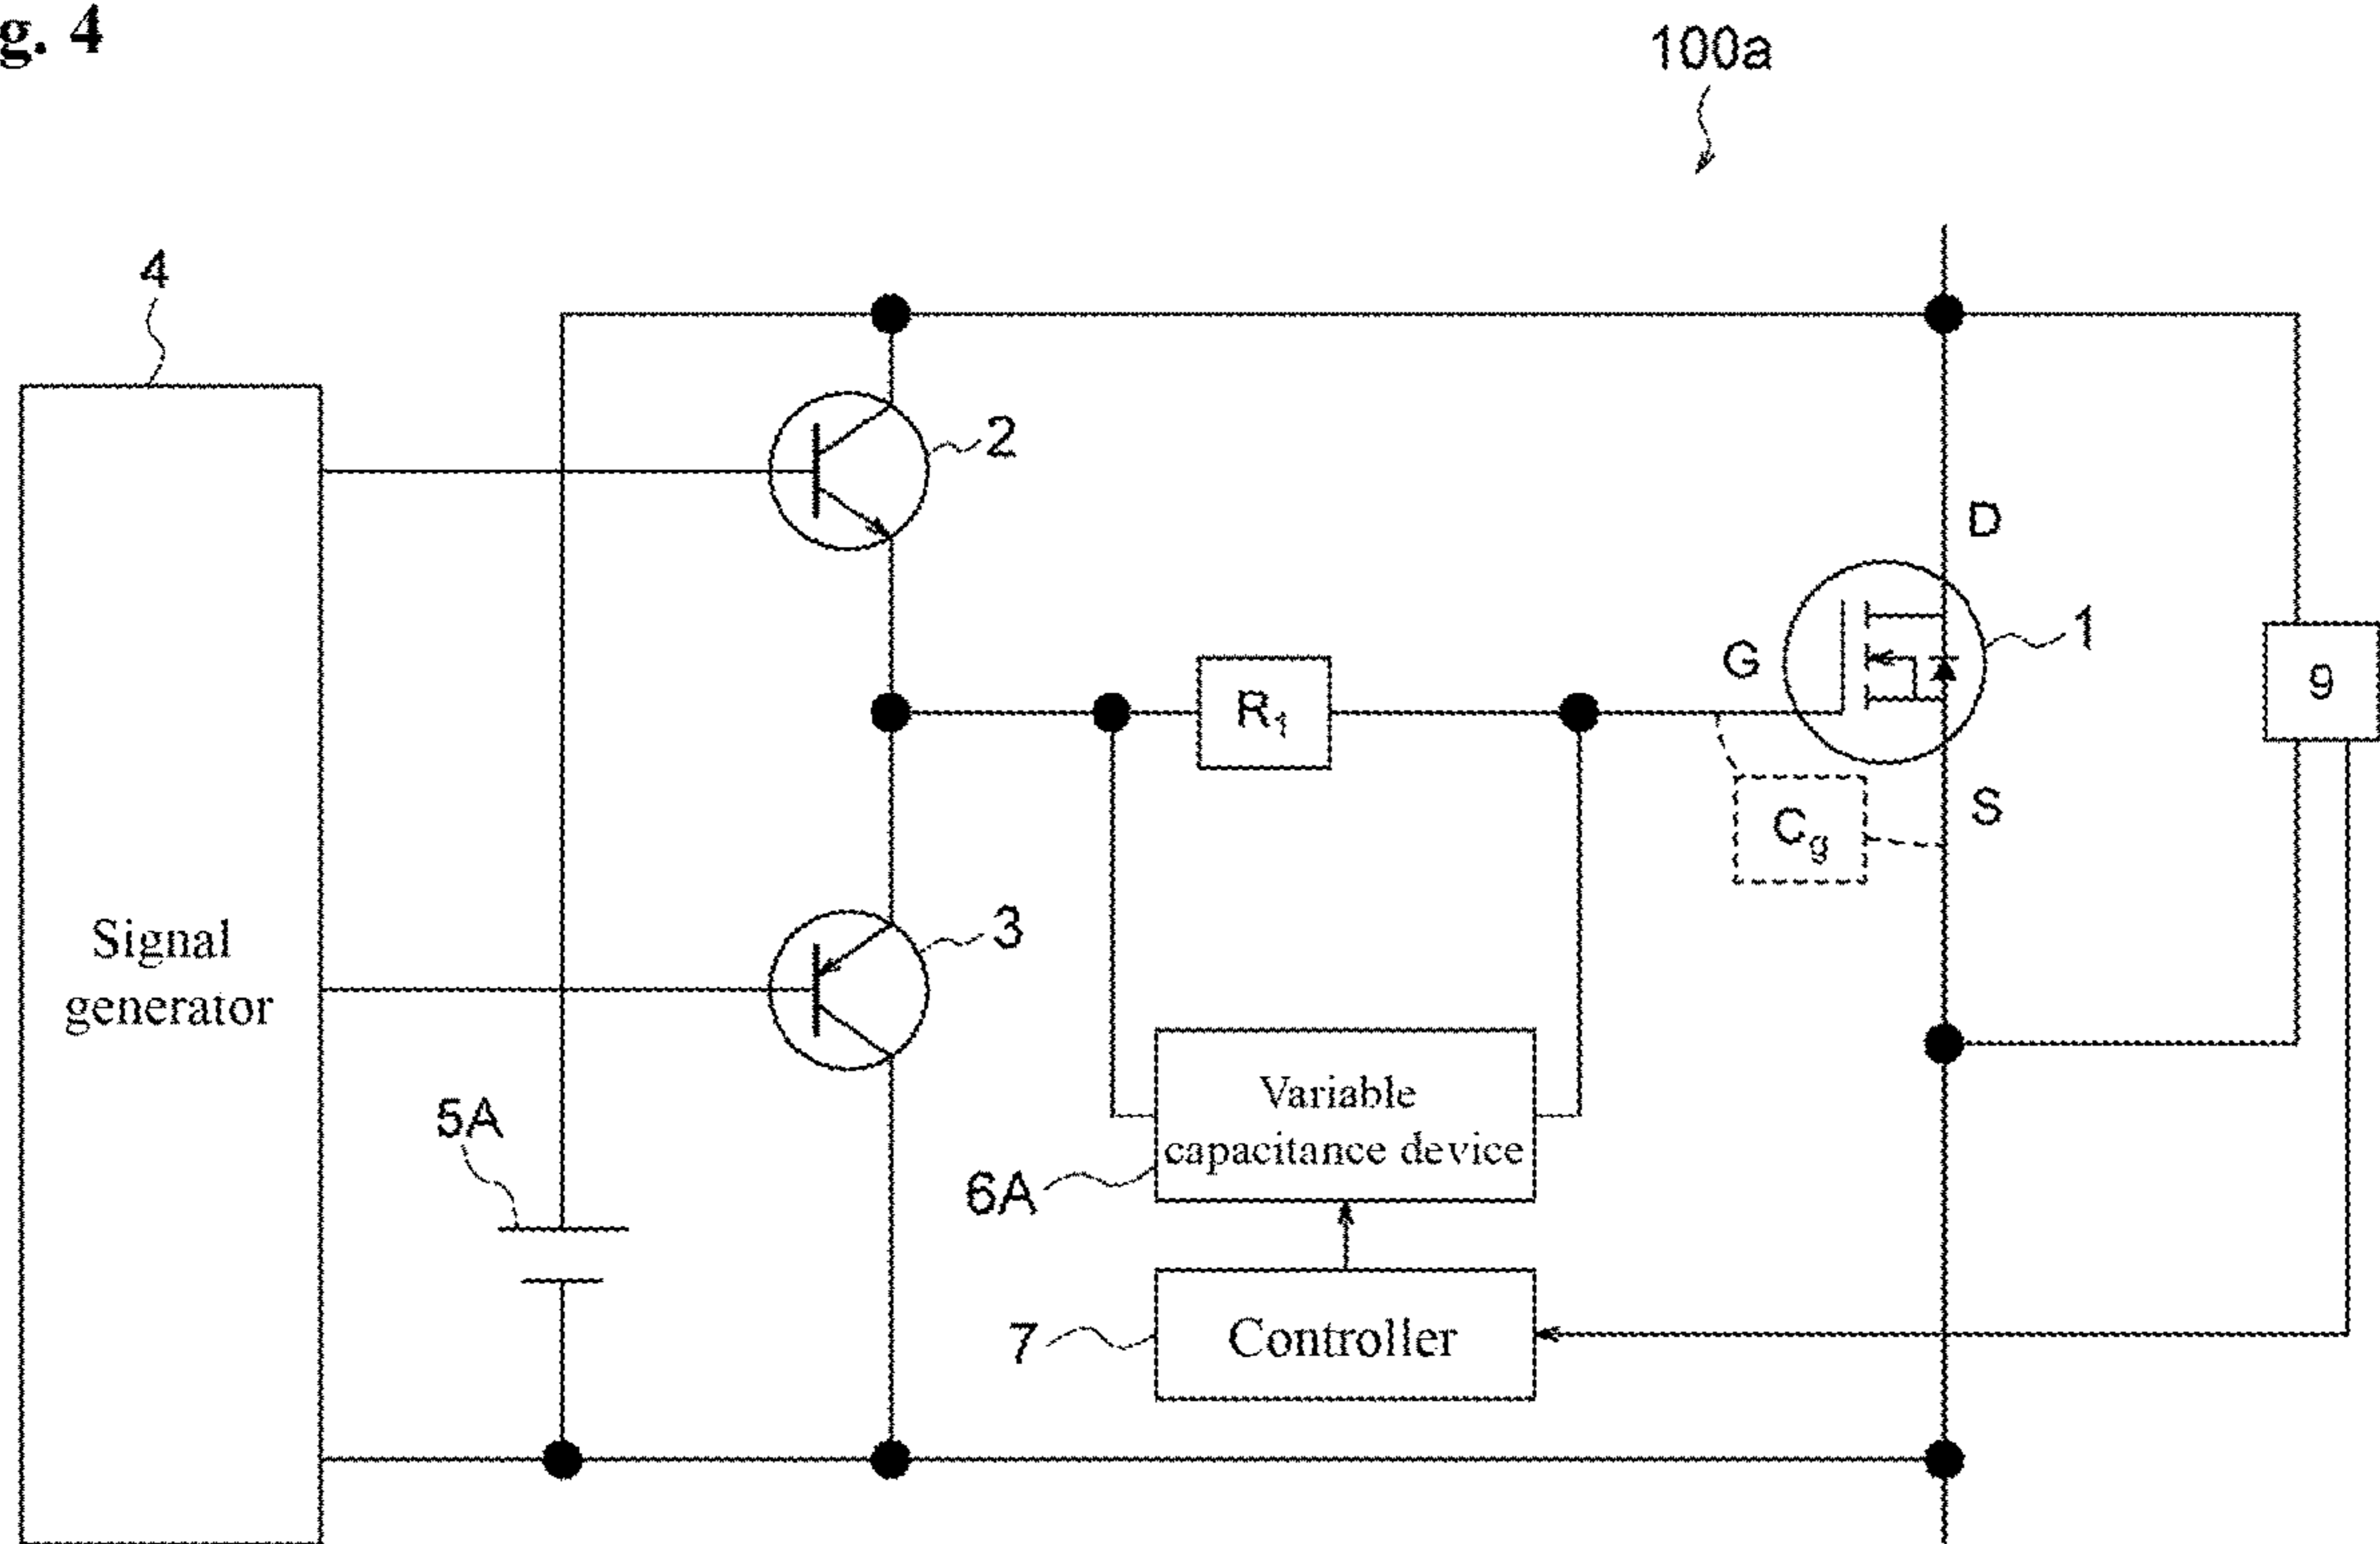 g. 4
100a
4
2
D
1
G
R1
9
S
Cg
3
Signal
generator
5A
Variable
capacitance device
6A
7
Controller